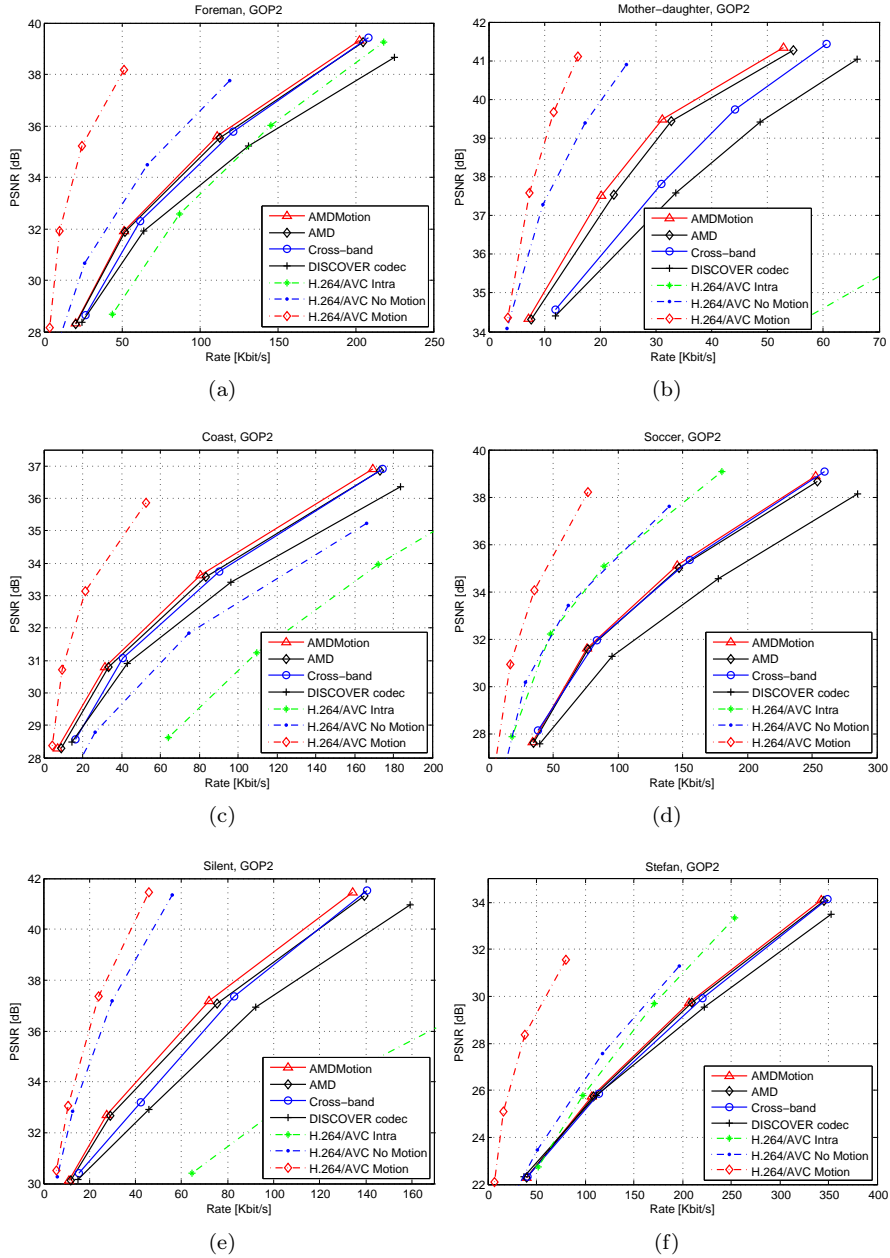 Foreman, GOP2
40
38
36
34
32
30
28
PSNR [dB]
0 50 100 150 200 250
Rate [Kbit/s]
AMDMotion
AMD
Cross−band
DISCOVER codec
H.264/AVC Intra
H.264/AVC No Motion
H.264/AVC Motion
(a)
Mother−daughter, GOP2
42
41
40
39
38
37
36
35
34
PSNR [dB]
0 10 20 30 40 50 60 70
Rate [Kbit/s]
AMDMotion
AMD
Cross−band
DISCOVER codec
H.264/AVC Intra
H.264/AVC No Motion
H.264/AVC Motion
(b)
Coast, GOP2
37
36
35
34
33
32
31
30
29
28
PSNR [dB]
0 20 40 60 80 100 120 140 160 180 200
Rate [Kbit/s]
AMDMotion
AMD
Cross−band
DISCOVER codec
H.264/AVC Intra
H.264/AVC No Motion
H.264/AVC Motion
(c)
Soccer, GOP2
40
38
36
34
32
30
28
PSNR [dB]
0 50 100 150 200 250 300
Rate [Kbit/s]
AMDMotion
AMD
Cross−band
DISCOVER codec
H.264/AVC Intra
H.264/AVC No Motion
H.264/AVC Motion
(d)
Silent, GOP2
42
41
40
39
38
37
36
35
34
33
32
31
30
PSNR [dB]
0 20 40 60 80 100 120 140 160
Rate [Kbit/s]
AMDMotion
AMD
Cross−band
DISCOVER codec
H.264/AVC Intra
H.264/AVC No Motion
H.264/AVC Motion
(e)
Stefan, GOP2
36
34
32
30
28
26
24
22
PSNR [dB]
0 50 100 150 200 250 300 350 400
Rate [Kbit/s]
AMDMotion
AMD
Cross−band
DISCOVER codec
H.264/AVC Intra
H.264/AVC No Motion
H.264/AVC Motion
(f)